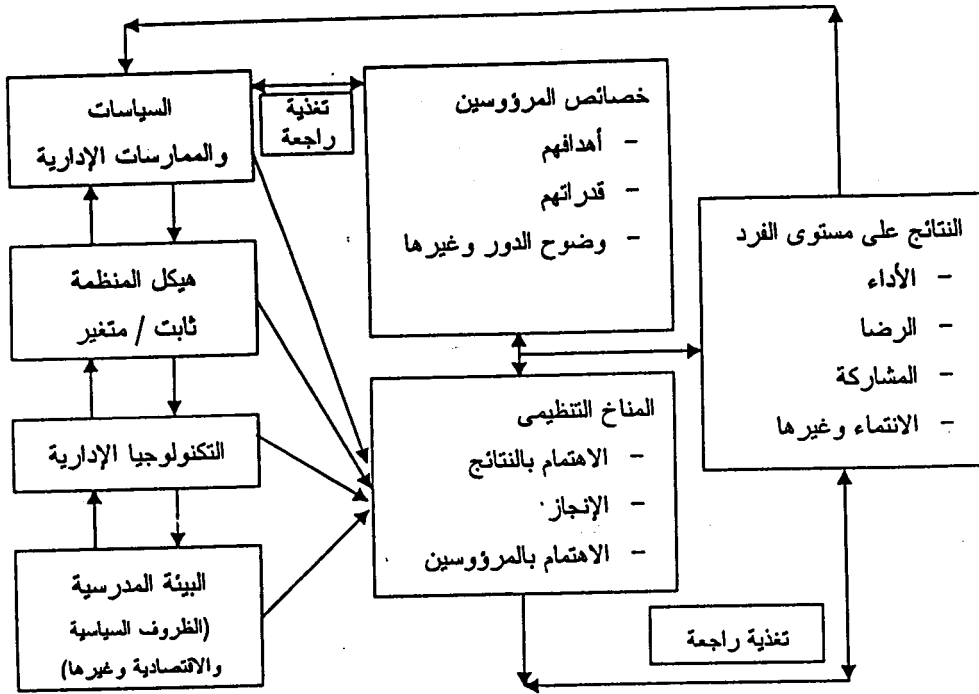 السياسات
والممارسات الإدارية
تغذية
راجعة
خصائص المرؤوسين
- أهدافهم
- قدراتهم
- وضوح الدور وغيرها
النتائج على مستوى الفرد
- الأداء
- الرضا
- المشاركة
- الانتماء وغيرها
هيكل المنظمة
ثابت / متغير
المناخ التنظيمى
- الاهتمام بالنتائج
- الإنجاز
- الاهتمام بالمرؤوسين
التكنولوجيا الإدارية
البيئة المدرسية
(الظروف السياسية
والاقتصادية وغيرها)
تغذية راجعة